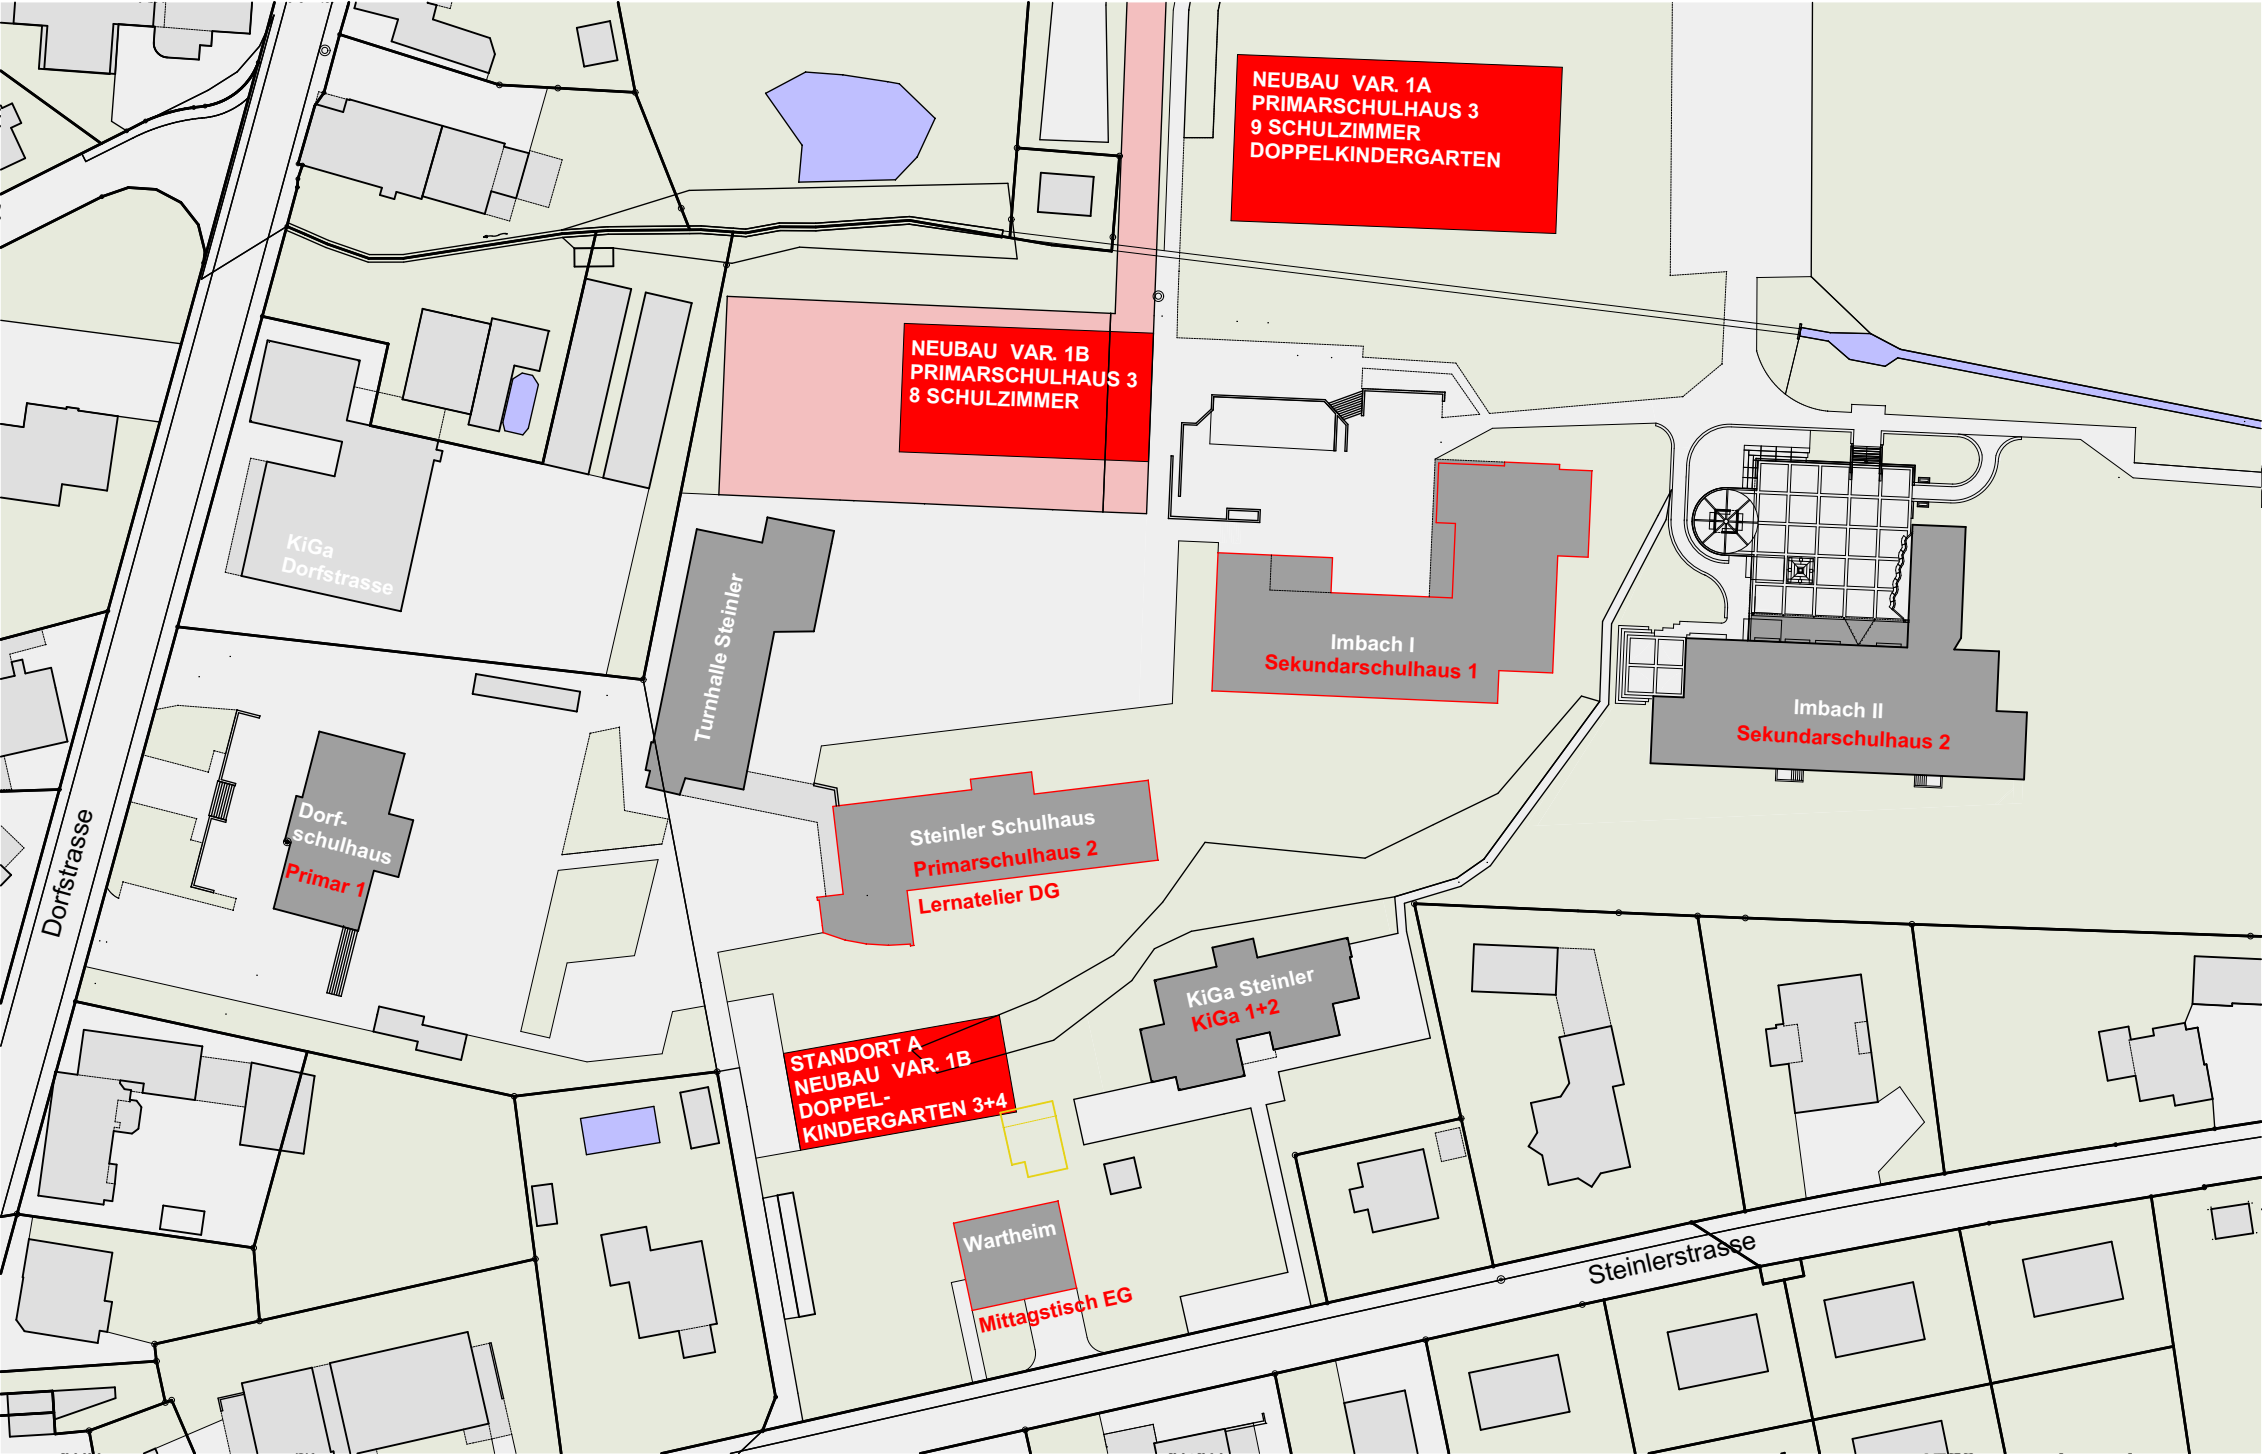 NEUBAU VAR. 1A
PRIMARSCHULHAUS 3
9 SCHULZIMMER
DOPPELKINDERGARTEN
NEUBAU VAR. 1B
PRIMARSCHULHAUS 3
8 SCHULZIMMER
KiGa
Dorfstrasse
Turnhalle Steinler
Imbach I
Sekundarschulhaus 1
Imbach II
Sekundarschulhaus 2
Dorfstrasse
Dorf-
schulhaus
Primar 1
Steinler Schulhaus
Primarschulhaus 2
Lernatelier DG
KiGa Steinler
KiGa 1+2
STANDORT A
NEUBAU VAR. 1B
DOPPEL-
KINDERGARTEN 3+4
Wartheim
Mittagstisch EG
Steinlerstrasse